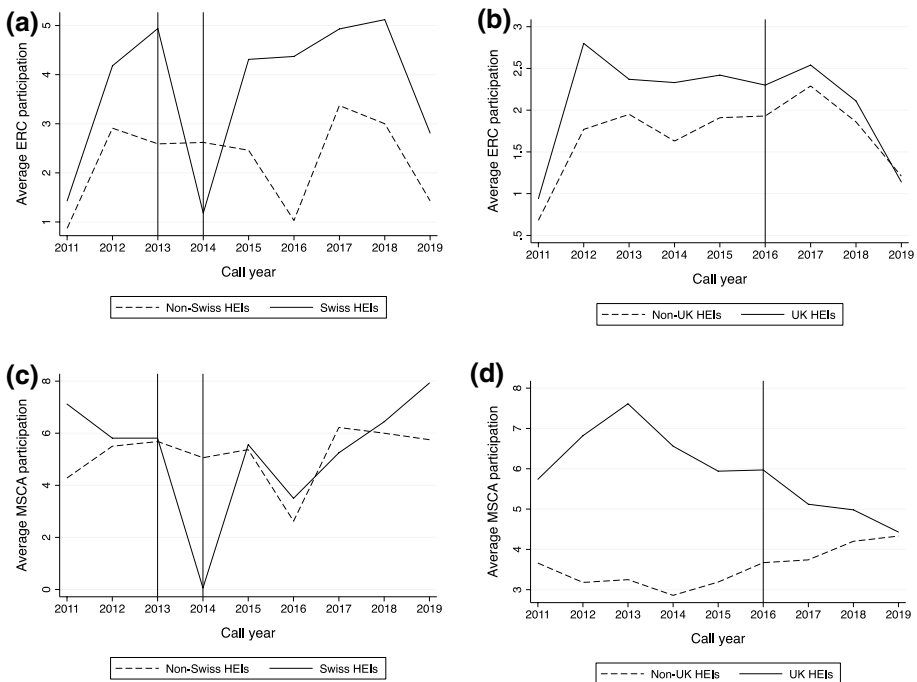 (a)
Average ERC participation
5
4
3
2
1
2011 2012 2013 2014 2015 2016 2017 2018 2019
Call year
Non-Swiss HEIs Swiss HEIs
(b)
Average ERC participation
3
2.5
2
1.5
1
.5
2011 2012 2013 2014 2015 2016 2017 2018 2019
Call year
Non-UK HEIs UK HEIs
(c)
Average MSCA participation
8
6
4
2
0
2011 2012 2013 2014 2015 2016 2017 2018 2019
Call year
Non-Swiss HEIs Swiss HEIs
(d)
Average MSCA participation
8
7
6
5
4
3
2011 2012 2013 2014 2015 2016 2017 2018 2019
Call year
Non-UK HEIs UK HEIs